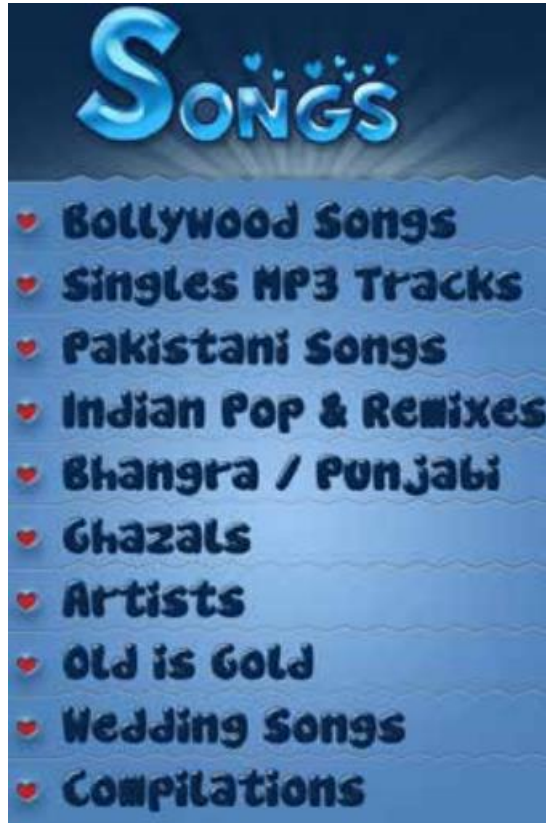 Songs
Bollywood Songs
Singles MP3 Tracks
Pakistani Songs
Indian Pop & Remixes
Bhangra / Punjabi
Ghazals
Artists
Old is Gold
Wedding Songs
Compilations